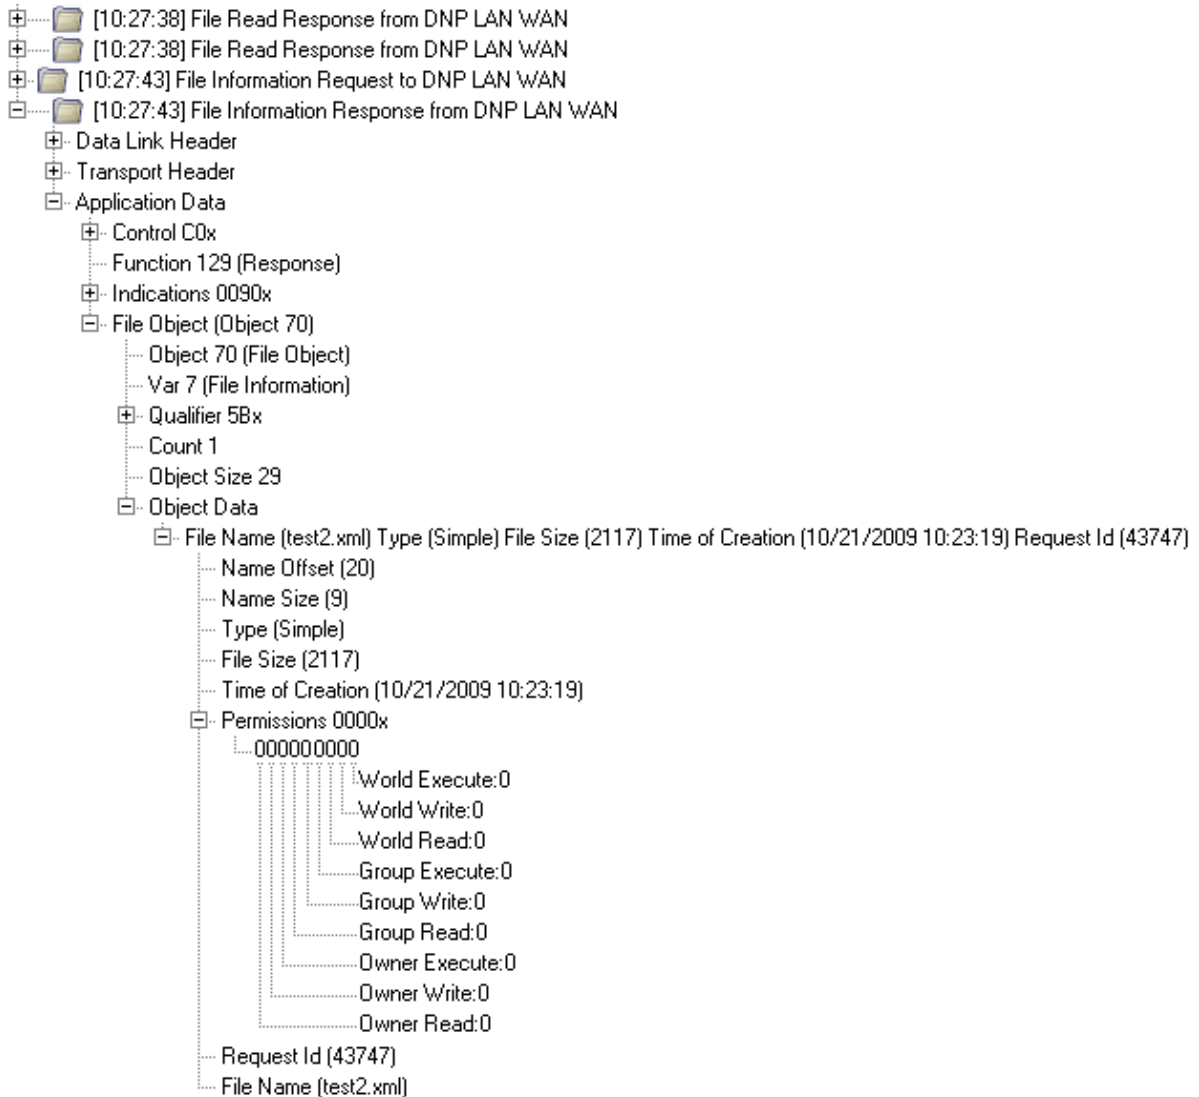 [10:27:38] File Read Response from DNP LAN WAN
[10:27:38] File Read Response from DNP LAN WAN
[10:27:43] File Information Request to DNP LAN WAN
[10:27:43] File Information Response from DNP LAN WAN
Data Link Header
Transport Header
Application Data
Control C0x
Function 129 (Response)
Indications 0090x
File Object (Object 70)
Object 70 (File Object)
Var 7 (File Information)
Qualifier 5Bx
Count 1
Object Size 29
Object Data
File Name (test2.xml) Type (Simple) File Size (2117) Time of Creation (10/21/2009 10:23:19) Request Id (43747)
Name Offset (20)
Name Size (9)
Type (Simple)
File Size (2117)
Time of Creation (10/21/2009 10:23:19)
Permissions 0000x
000000000
World Execute:0
World Write:0
World Read:0
Group Execute:0
Group Write:0
Group Read:0
Owner Execute:0
Owner Write:0
Owner Read:0
Request Id (43747)
File Name (test2.xml)